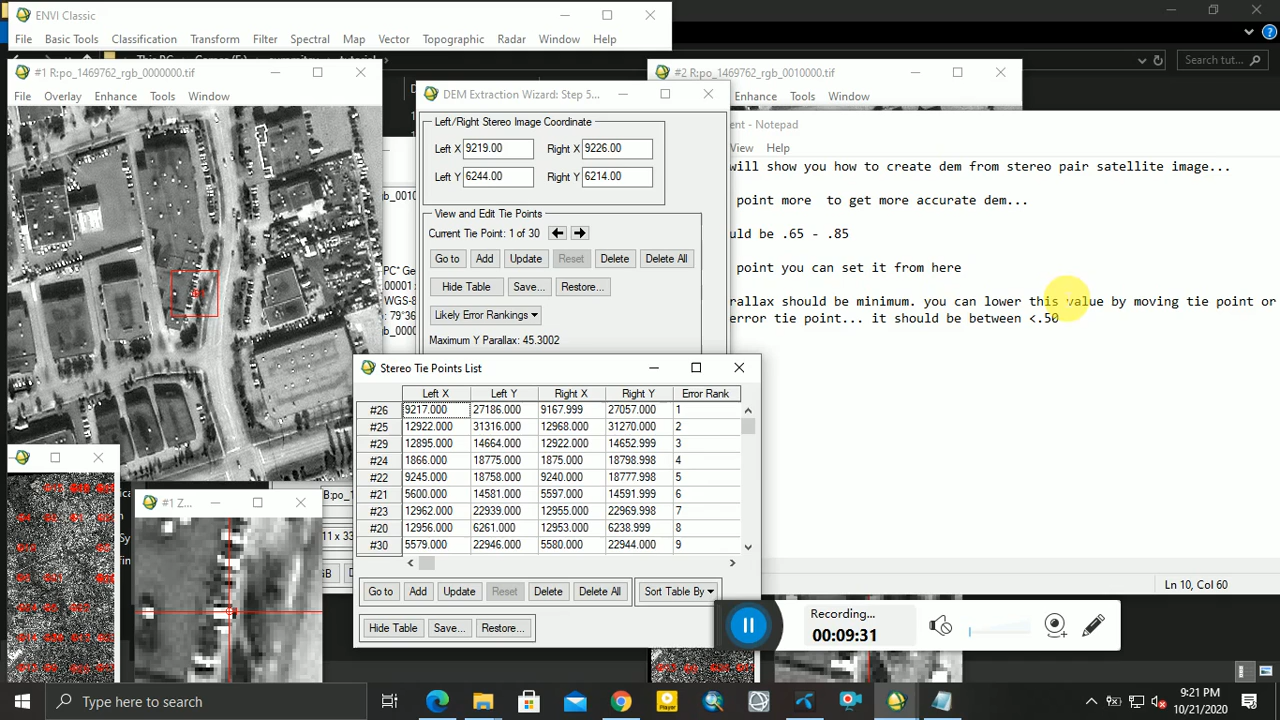 ENVI Classic
File Basic Tools Classification Transform Filter Spectral Map Vector Topographic Radar Window Help
Search tut...
#1 R:po_1469762_rgb_0000000.tif
File Overlay Enhance Tools Window
#2 R:po_1469762_rgb_0010000.tif
Enhance Tools Window
DEM Extraction Wizard: Step 5...
Left/Right Stereo Image Coordinate
Left X 9219.00 Right X 9226.00
Left Y 6244.00 Right Y 6214.00
View and Edit Tie Points
Current Tie Point: 1 of 30
Go to Add Update Reset Delete Delete All
Hide Table Save... Restore...
Likely Error Rankings
Maximum Y Parallax: 45.3002
ent - Notepad
View Help
will show you how to create dem from stereo pair satellite image...
point more to get more accurate dem...
uld be .65 - .85
point you can set it from here
rallax should be minimum. you can lower this value by moving tie point or
error tie point... it should be between <.50
Ln 10, Col 60
Stereo Tie Points List
Left X Left Y Right X Right Y Error Rank
#26 9217.000 27186.000 9167.999 27057.000 1
#25 12922.000 31316.000 12968.000 31270.000 2
#29 12895.000 14664.000 12922.000 14652.999 3
#24 1866.000 18775.000 1875.000 18798.998 4
#22 9245.000 18758.000 9240.000 18777.998 5
#21 5600.000 14581.000 5597.000 14591.999 6
#23 12962.000 22939.000 12955.000 22969.998 7
#20 12956.000 6261.000 12953.000 6238.999 8
#30 5579.000 22946.000 5580.000 22944.000 9
Go to Add Update Reset Delete Delete All Sort Table By
Hide Table Save... Restore...
#1 Z...
Recording...
00:09:31
Type here to search
9:21 PM
10/21/2020